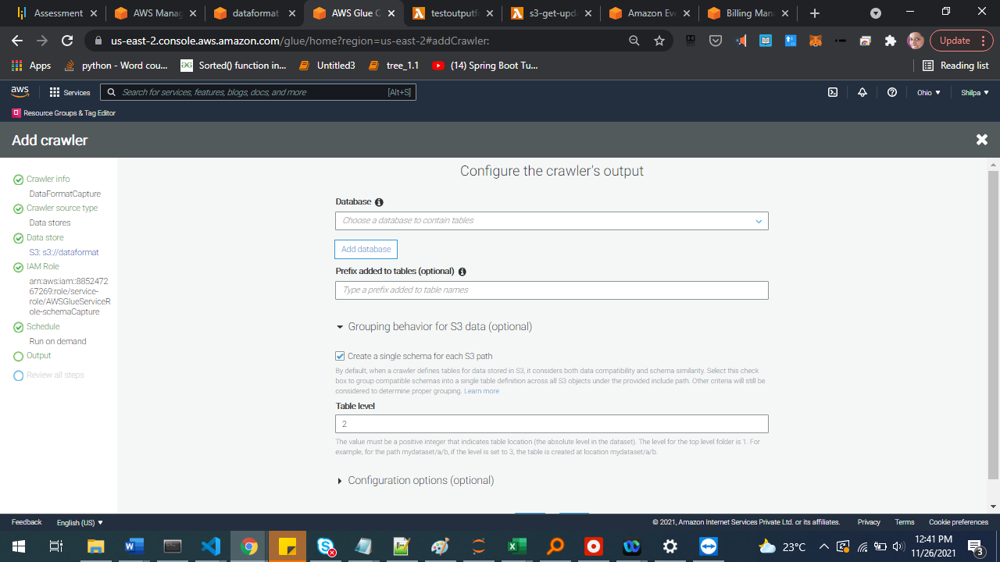 Assessment
AWS Manag
dataformat
AWS Glue C
testoutputf
s3-get-upda
Amazon Eve
Billing Mana
us-east-2.console.aws.amazon.com/glue/home?region=us-east-2#addCrawler:
Update
Apps
python - Word cou...
Sorted() function in...
Untitled3
tree_1.1
(14) Spring Boot Tu...
Reading list
aws
Services
Search for services, features, blogs, docs, and more
[Alt+S]
Ohio
Shilpa
Resource Groups & Tag Editor
Add crawler
Crawler info
DataFormatCapture
Crawler source type
Data stores
Data store
S3: s3://dataformat
IAM Role
arn:aws:iam::8852472
67269:role/service-
role/AWSGlueServiceR
ole-schemaCapture
Schedule
Run on demand
Output
Review all steps
Configure the crawler's output
Database
Choose a database to contain tables
Add database
Prefix added to tables (optional)
Type a prefix added to table names
Grouping behavior for S3 data (optional)
Create a single schema for each S3 path
By default, when a crawler defines tables for data stored in S3, it considers both data compatibility and schema similarity. Select this check
box to group compatible schemas into a single table definition across all S3 objects under the provided include path. Other criteria will still be
considered to determine proper grouping. Learn more
Table level
2
The value must be a positive integer that indicates table location (the absolute level in the dataset). The level for the top level folder is 1. For
example, for the path mydataset/a/b, if the level is set to 3, the table is created at location mydataset/a/b.
Configuration options (optional)
Feedback
English (US)
© 2021, Amazon Internet Services Private Ltd. or its affiliates.
Privacy
Terms
Cookie preferences
23°C
12:41 PM
11/26/2021
3